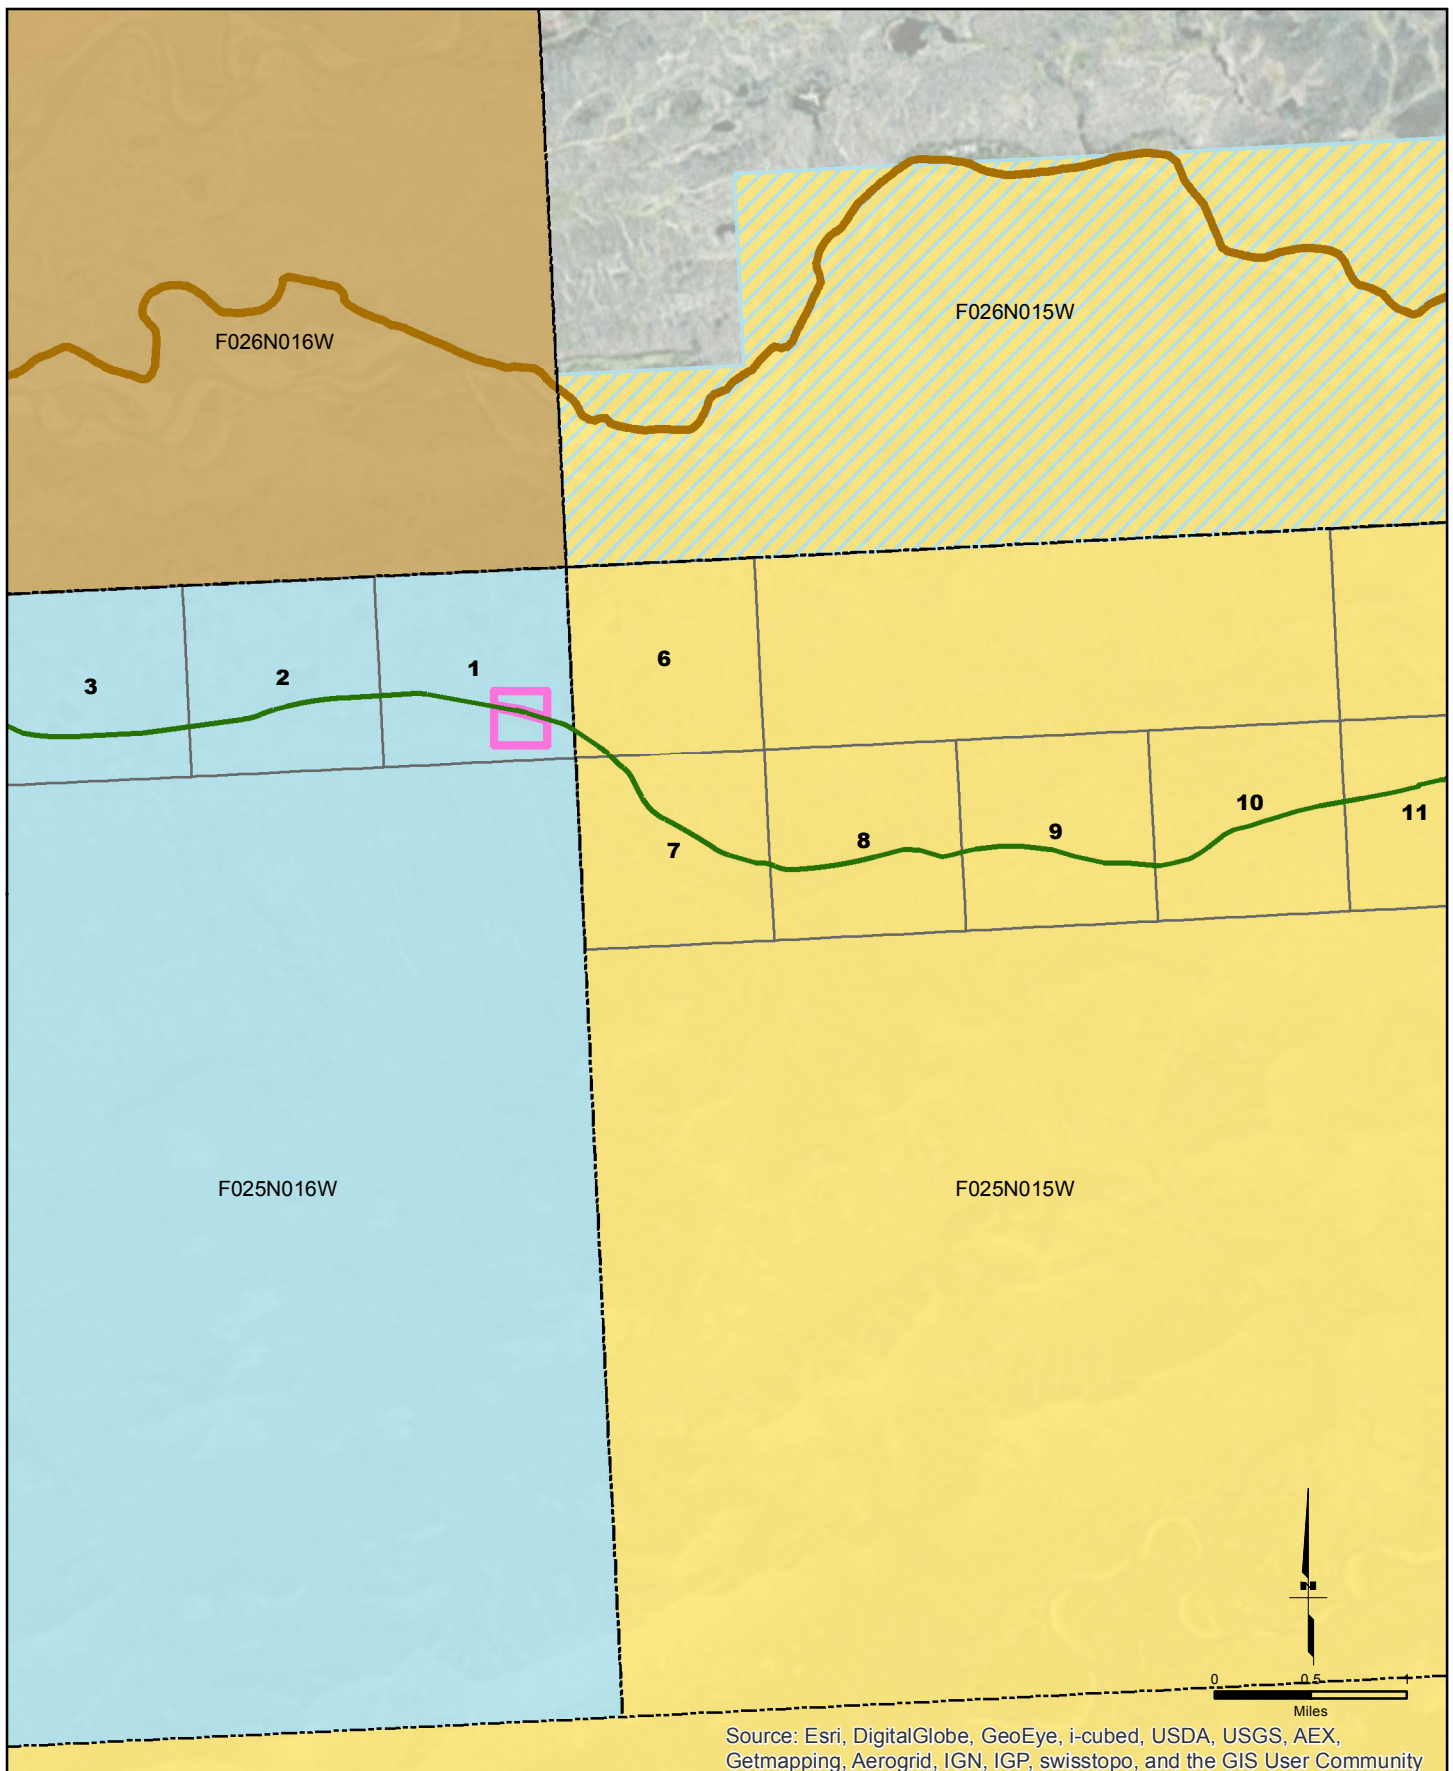 F026N015W
F026N016W
6
1
2
3
10
11
9
8
7
F025N016W
F025N015W
N
0 0.5 1
Miles
Source: Esri, DigitalGlobe, GeoEye, i-cubed, USDA, USGS, AEX,
Getmapping, Aerogrid, IGN, IGP, swisstopo, and the GIS User Community